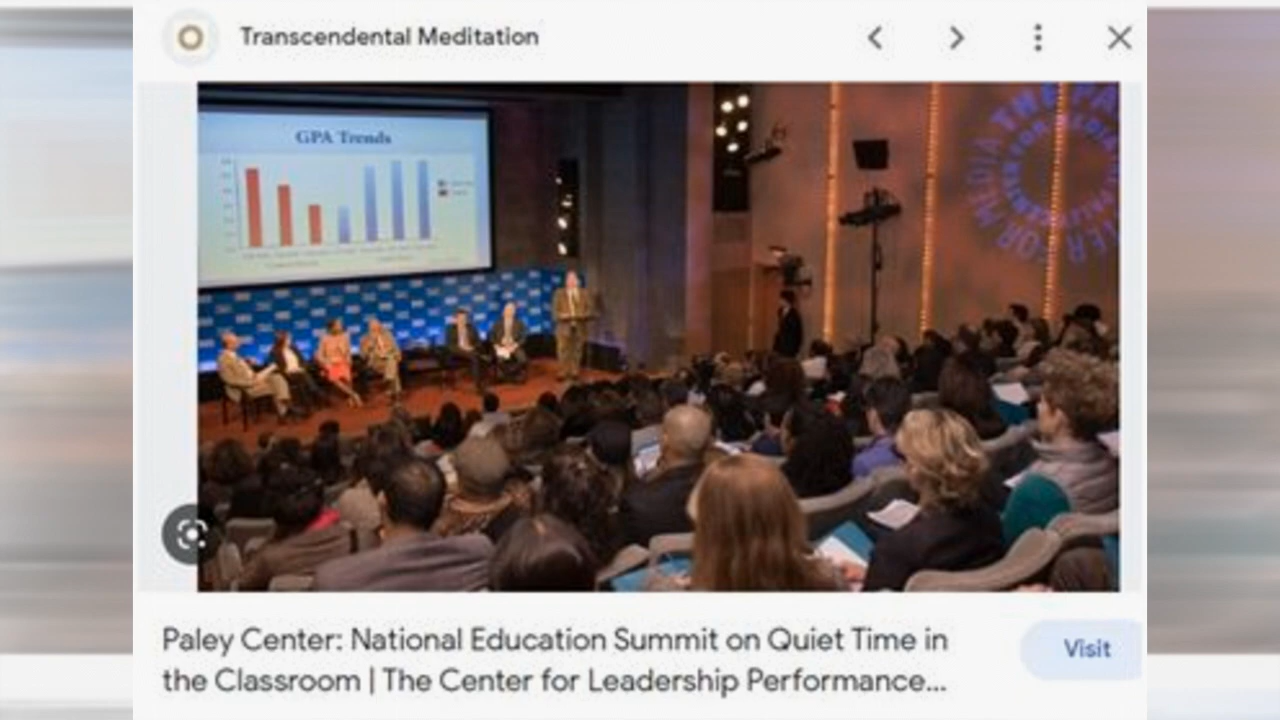 Transcendental Meditation
GPA Trends
Paley Center: National Education Summit on Quiet Time in
the Classroom | The Center for Leadership Performance...
Visit